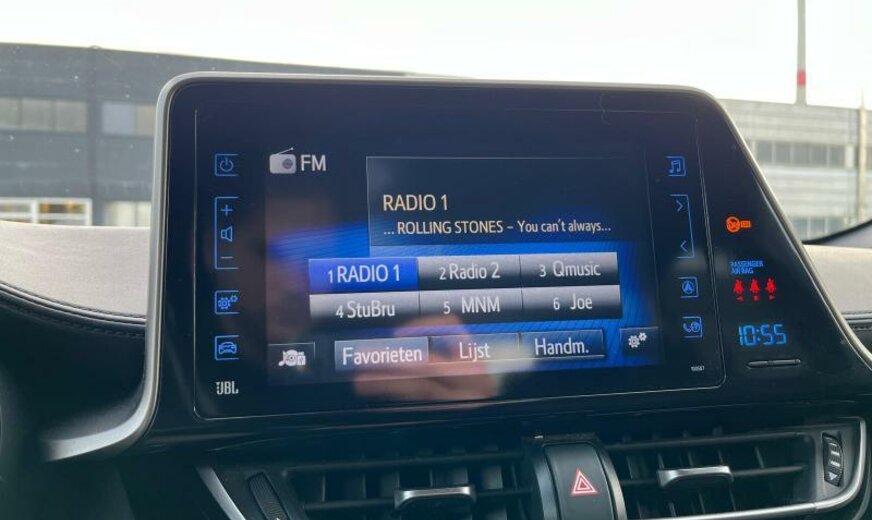 FM
RADIO 1
... ROLLING STONES – You can't always...
1 RADIO 1
2 Radio 2
3 Qmusic
4 StuBru
5 MNM
6 Joe
Favorieten
Lijst
Handm.
JBL
PASSENGER
AIR BAG
10:55